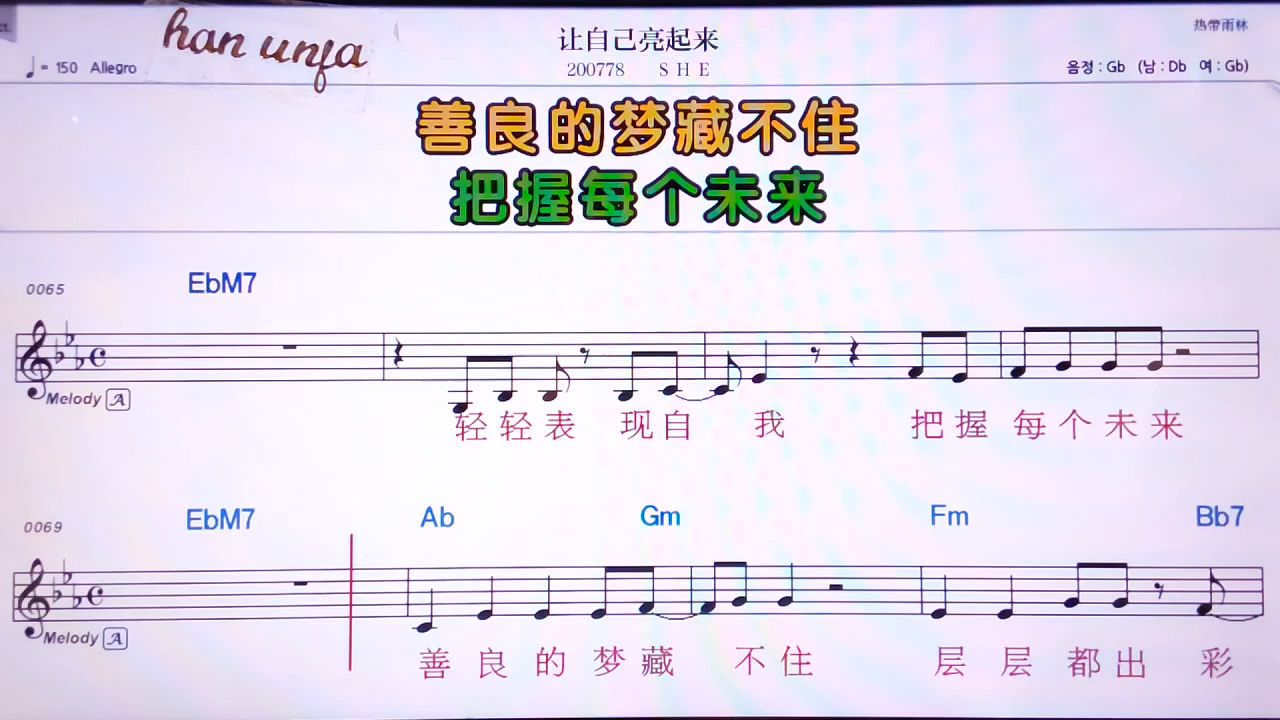 han unfa
让自己亮起来
热带雨林
= 150 Allegro
200778 S H E
음정 : Gb (남 : Db 여 : Gb)
善良的梦藏不住
把握每个未来
0065
EbM7
Melody A
轻轻表 现自 我 把握 每个未来
0069
EbM7 Ab Gm Fm Bb7
Melody A
善良的梦藏 不住 层层都出 彩